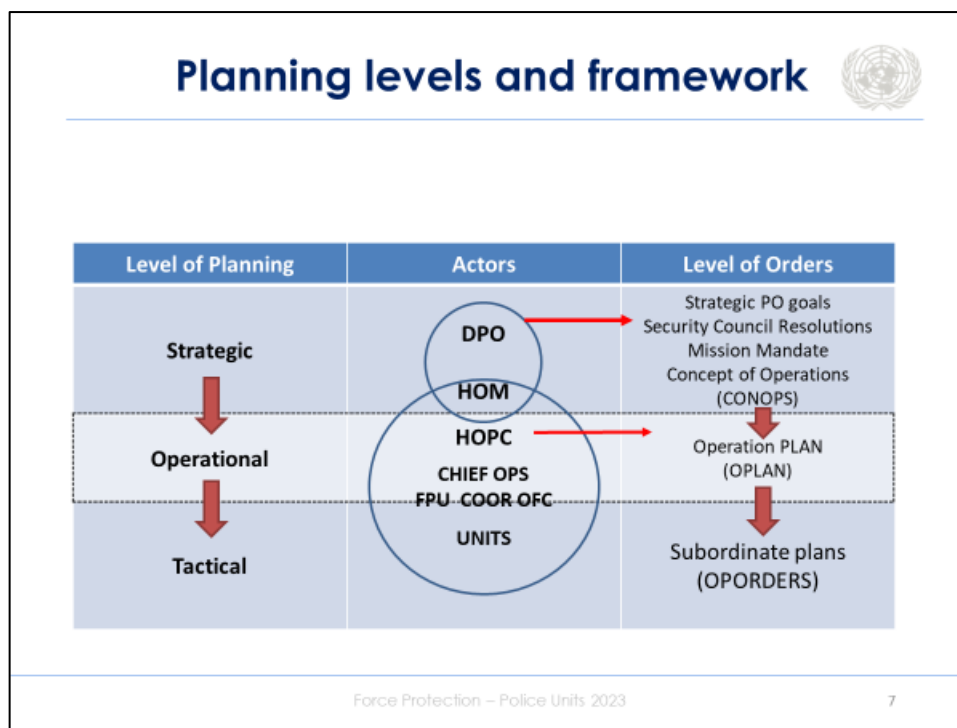 Planning levels and framework
Level of Planning
Actors
Level of Orders
Strategic
Operational
Tactical
DPO
HOM
HOPC
CHIEF OPS
FPU COOR OFC
UNITS
Strategic PO goals
Security Council Resolutions
Mission Mandate
Concept of Operations
(CONOPS)
Operation PLAN
(OPLAN)
Subordinate plans
(OPORDERS)
Force Protection – Police Units 2023
7